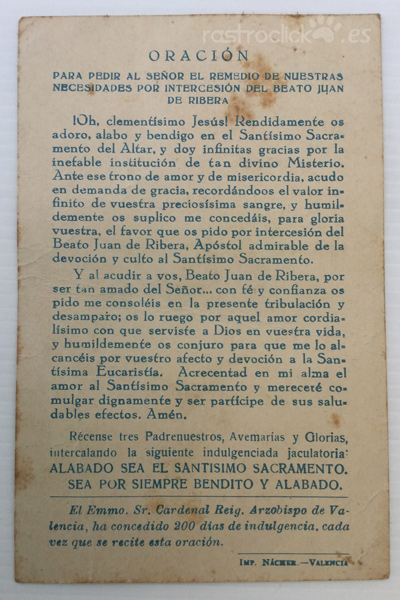 rastroclick.es
ORACIÓN
PARA PEDIR AL SEÑOR EL REMEDIO DE NUESTRAS
NECESIDADES POR INTERCESIÓN DEL BEATO JUAN
DE RIBERA
¡Oh, clementísimo Jesús! Rendidamente os
adoro, alabo y bendigo en el Santísimo Sacra-
mento del Altar, y doy infinitas gracias por la
inefable institución de tan divino Misterio.
Ante ese trono de amor y de misericordia, acudo
en demanda de gracia, recordándoos el valor in-
finito de vuestra preciosísima sangre, y humil-
demente os suplico me concedáis, para gloria
vuestra, el favor que os pido por intercesión del
Beato Juan de Ribera, Apóstol admirable de la
devoción y culto al Santísimo Sacramento.
Y al acudir a vos, Beato Juan de Ribera, por
ser tan amado del Señor... con fé y confianza os
pido me consoléis en la presente tribulación y
desamparo; os lo ruego por aquel amor cordia-
lísimo con que serviste a Dios en vuestra vida,
y humildemente os conjuro para que me lo al-
cancéis por vuestro afecto y devoción a la San-
tísima Eucaristía. Acrecentad en mi alma el
amor al Santísimo Sacramento y mereceré co-
mulgar dignamente y ser partícipe de sus salu-
dables efectos. Amén.
Récense tres Padrenuestros, Avemarías y Glorias,
intercalando la siguiente indulgenciada jaculatoria:
ALABADO SEA EL SANTISIMO SACRAMENTO.
SEA POR SIEMPRE BENDITO Y ALABADO.
El Emmo. Sr. Cardenal Reig. Arzobispo de Va-
lencia, ha concedido 200 días de indulgencia, cada
vez que se recite esta oración.
IMP. NÁCHER.—VALENCIA